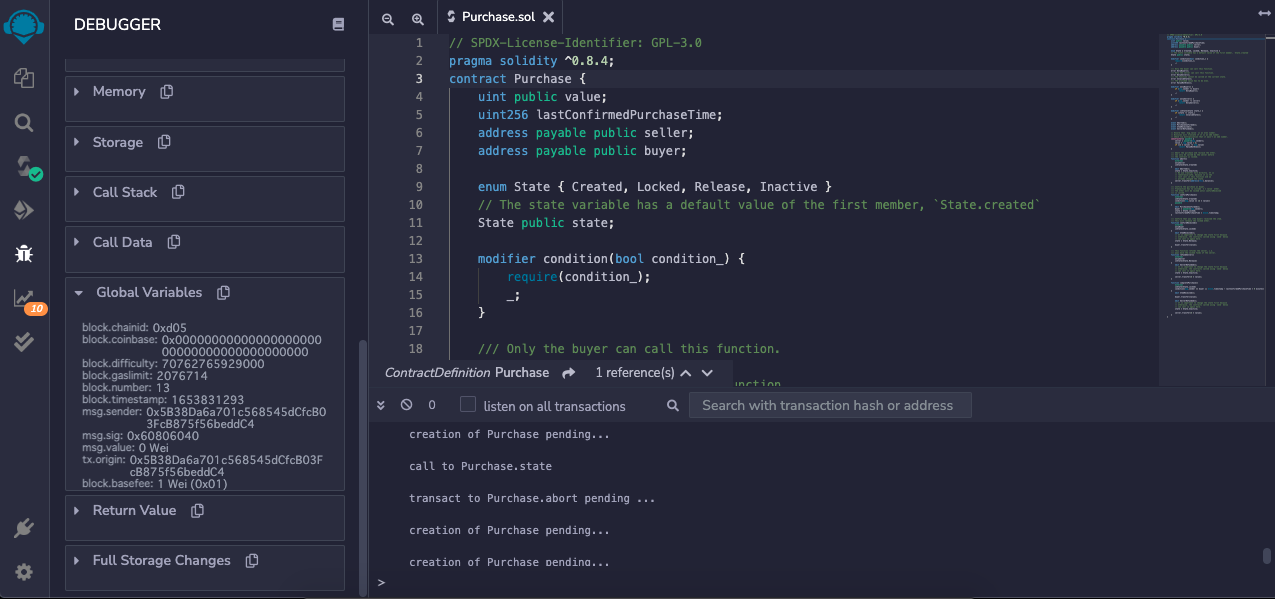 DEBUGGER
Memory
Storage
Call Stack
Call Data
Global Variables
block.chainid: 0xd05
block.coinbase: 0x00000000000000000000
00000000000000000000
block.difficulty: 70762765929000
block.gaslimit: 2076714
block.number: 13
block.timestamp: 1653831293
msg.sender: 0x5B38Da6a701c568545dCfcB0
3FcB875f56beddC4
msg.sig: 0x60806040
msg.value: 0 Wei
tx.origin: 0x5B38Da6a701c568545dCfcB03F
cB875f56beddC4
block.basefee: 1 Wei (0x01)
Return Value
Full Storage Changes
10
Purchase.sol
1 // SPDX-License-Identifier: GPL-3.0
2 pragma solidity ^0.8.4;
3 contract Purchase {
4 uint public value;
5 uint256 lastConfirmedPurchaseTime;
6 address payable public seller;
7 address payable public buyer;
8
9 enum State { Created, Locked, Release, Inactive }
10 // The state variable has a default value of the first member, `State.created`
11 State public state;
12
13 modifier condition(bool condition_) {
14 require(condition_);
15 _;
16 }
17
18 /// Only the buyer can call this function.
ContractDefinition Purchase 1 reference(s)
0 listen on all transactions Search with transaction hash or address
creation of Purchase pending...
call to Purchase.state
transact to Purchase.abort pending ...
creation of Purchase pending...
creation of Purchase pending...
>